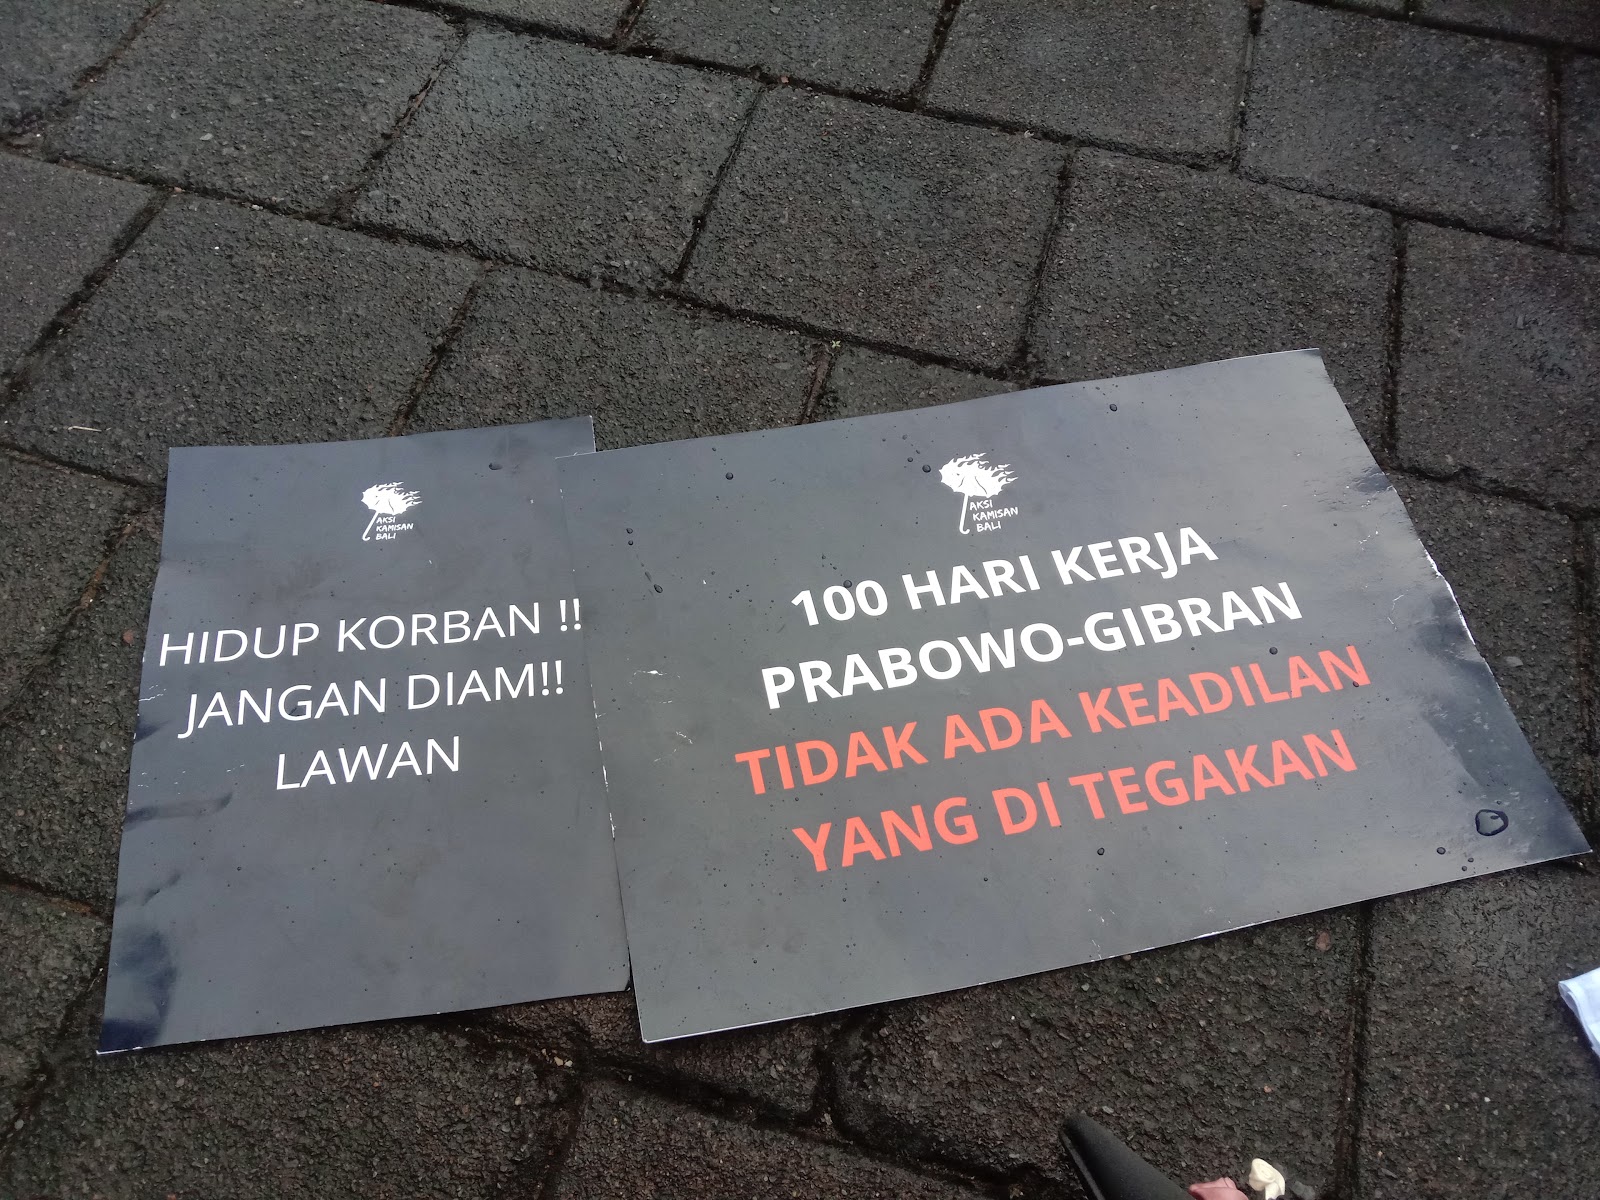 AKSI
KAMISAN
BALI
HIDUP KORBAN !!
JANGAN DIAM!!
LAWAN
AKSI
KAMISAN
BALI
100 HARI KERJA
PRABOWO-GIBRAN
TIDAK ADA KEADILAN
YANG DI TEGAKAN